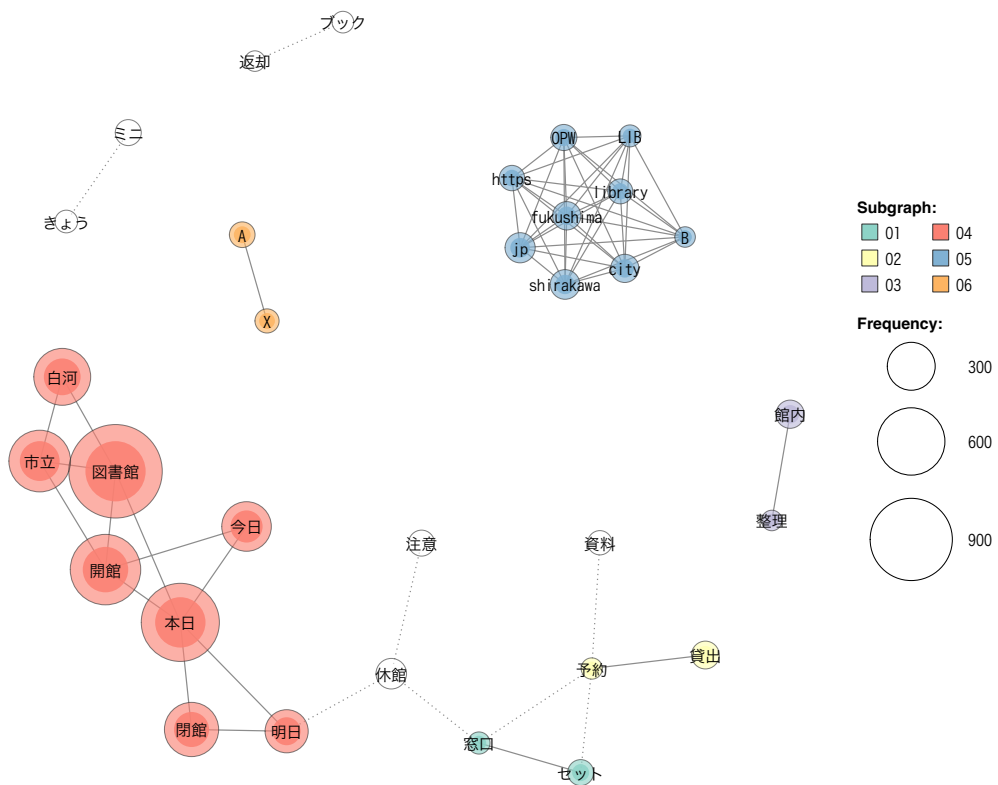 ブック
返却
ミニ
きょう
OPW
LIB
https
library
fukushima
B
jp
city
shirakawa
A
X
Subgraph:
01
04
02
05
03
06
Frequency:
300
600
900
白河
市立
図書館
今日
開館
本日
閉館
明日
注意
資料
休館
予約
貸出
窓口
セット
館内
整理